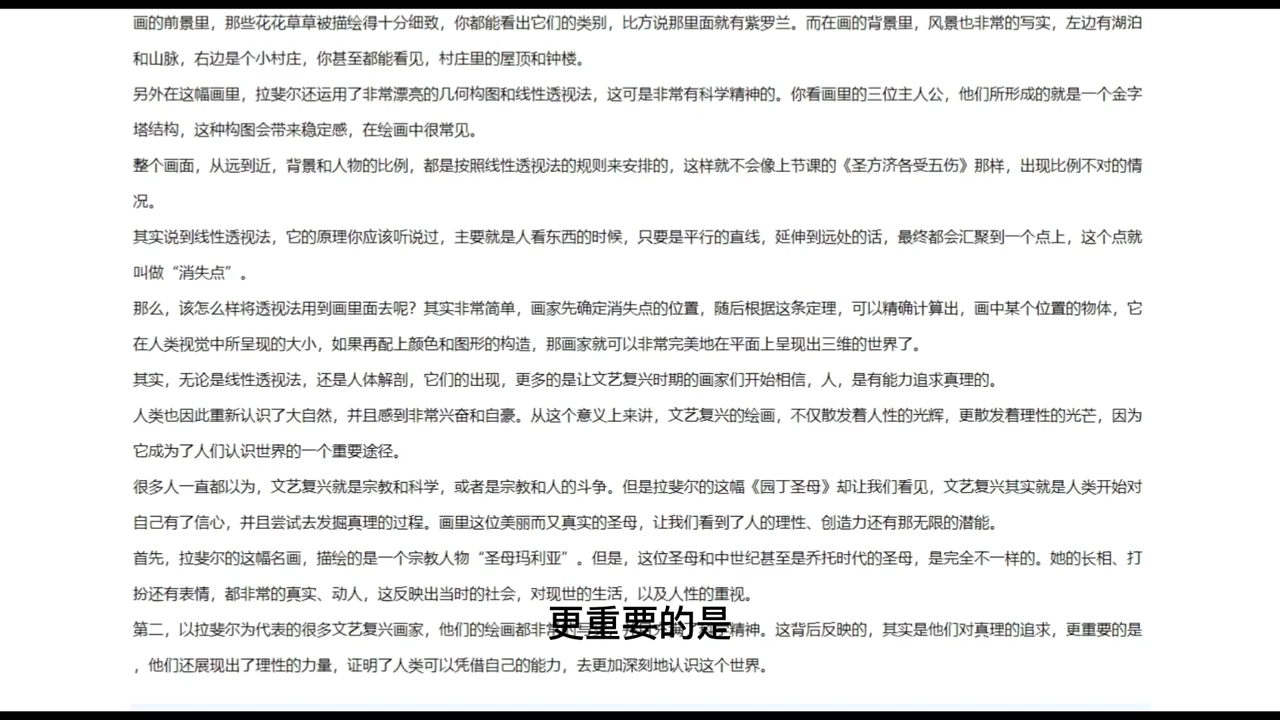 画的前景里，那些花花草草被描绘得十分细致，你都能看出它们的类别，比方说那里面就有紫罗兰。而在画的背景里，风景也非常的写实，左边有湖泊
和山脉，右边是个小村庄，你甚至都能看见，村庄里的屋顶和钟楼。
另外在这幅画里，拉斐尔还运用了非常漂亮的几何构图和线性透视法，这可是非常有科学精神的。你看画里的三位主人公，他们所形成的就是一个金字
塔结构，这种构图会带来稳定感，在绘画中很常见。
整个画面，从远到近，背景和人物的比例，都是按照线性透视法的规则来安排的，这样就不会像上节课的《圣方济各受五伤》那样，出现比例不对的情
况。
其实说到线性透视法，它的原理你应该听说过，主要就是人看东西的时候，只要是平行的直线，延伸到远处的话，最终都会汇聚到一个点上，这个点就
叫做“消失点”。
那么，该怎么样将透视法用到画里面去呢？其实非常简单，画家先确定消失点的位置，随后根据这条定理，可以精确计算出，画中某个位置的物体，它
在人类视觉中所呈现的大小，如果再配上颜色和图形的构造，那画家就可以非常完美地在平面上呈现出三维的世界了。
其实，无论是线性透视法，还是人体解剖，它们的出现，更多的是让文艺复兴时期的画家们开始相信，人，是有能力追求真理的。
人类也因此重新认识了大自然，并且感到非常兴奋和自豪。从这个意义上来讲，文艺复兴的绘画，不仅散发着人性的光辉，更散发着理性的光芒，因为
它成为了人们认识世界的一个重要途径。
很多人一直都以为，文艺复兴就是宗教和科学，或者是宗教和人的斗争。但是拉斐尔的这幅《园丁圣母》却让我们看见，文艺复兴其实就是人类开始对
自己有了信心，并且尝试去发掘真理的过程。画里这位美丽而又真实的圣母，让我们看到了人的理性、创造力还有那无限的潜能。
首先，拉斐尔的这幅名画，描绘的是一个宗教人物“圣母玛利亚”。但是，这位圣母和中世纪甚至是乔托时代的圣母，是完全不一样的。她的长相、打
扮还有表情，都非常的真实、动人，这反映出当时的社会，对现世的生活，以及人性的重视。
第二，以拉斐尔为代表的很多文艺复兴画家，他们的绘画都非常 精神。这背后反映的，其实是他们对真理的追求，更重要的是
，他们还展现出了理性的力量，证明了人类可以凭借自己的能力，去更加深刻地认识这个世界。
更重要的是